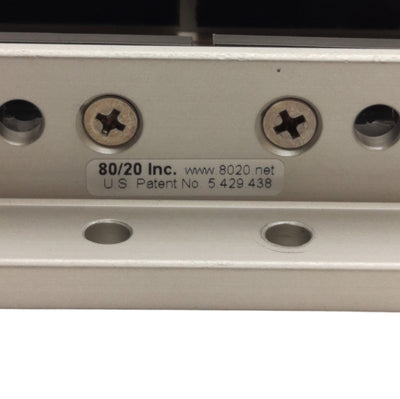 80/20 Inc. www.8020.net
U.S. Patent No. 5,429,438